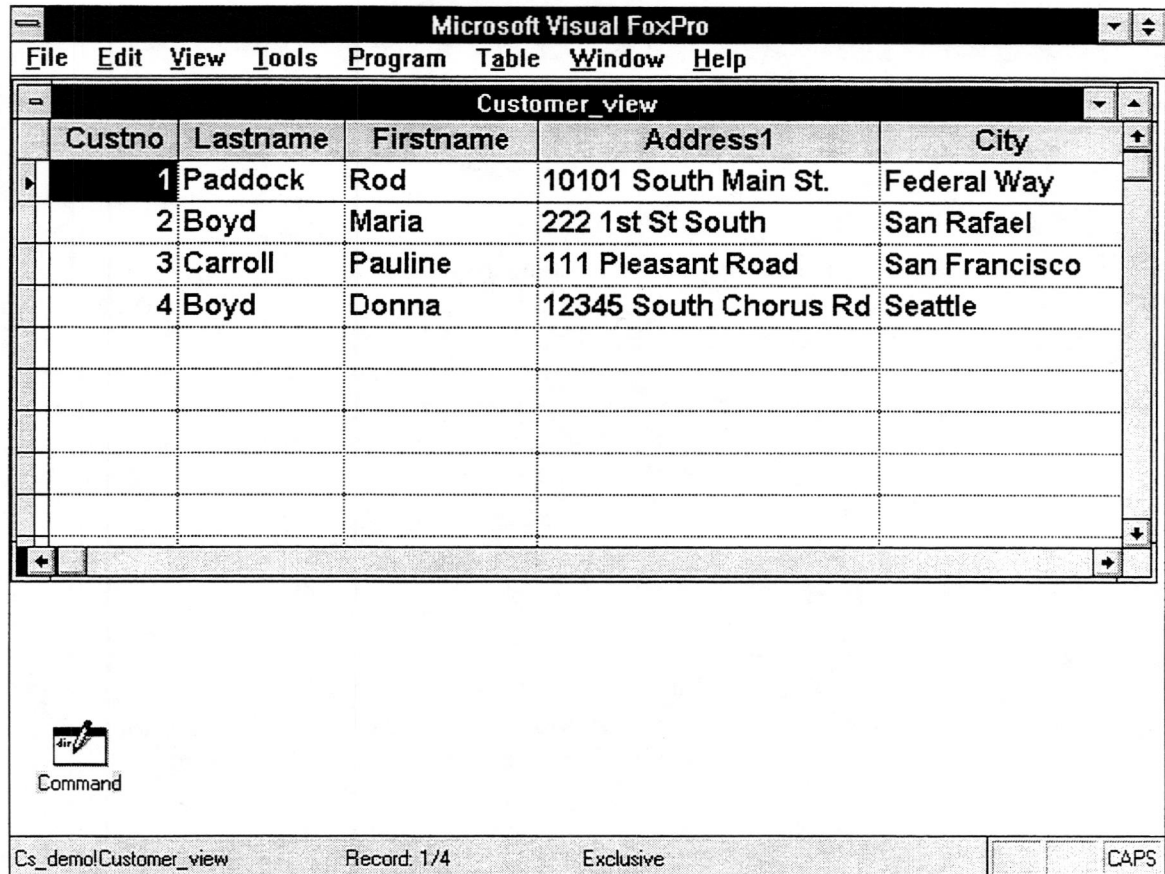 Microsoft Visual FoxPro
File Edit View Tools Program Table Window Help
Customer_view
Custno Lastname Firstname Address1 City
1 Paddock Rod 10101 South Main St. Federal Way
2 Boyd Maria 222 1st St South San Rafael
3 Carroll Pauline 111 Pleasant Road San Francisco
4 Boyd Donna 12345 South Chorus Rd Seattle
dir
Command
Cs_demo!Customer_view Record: 1/4 Exclusive CAPS